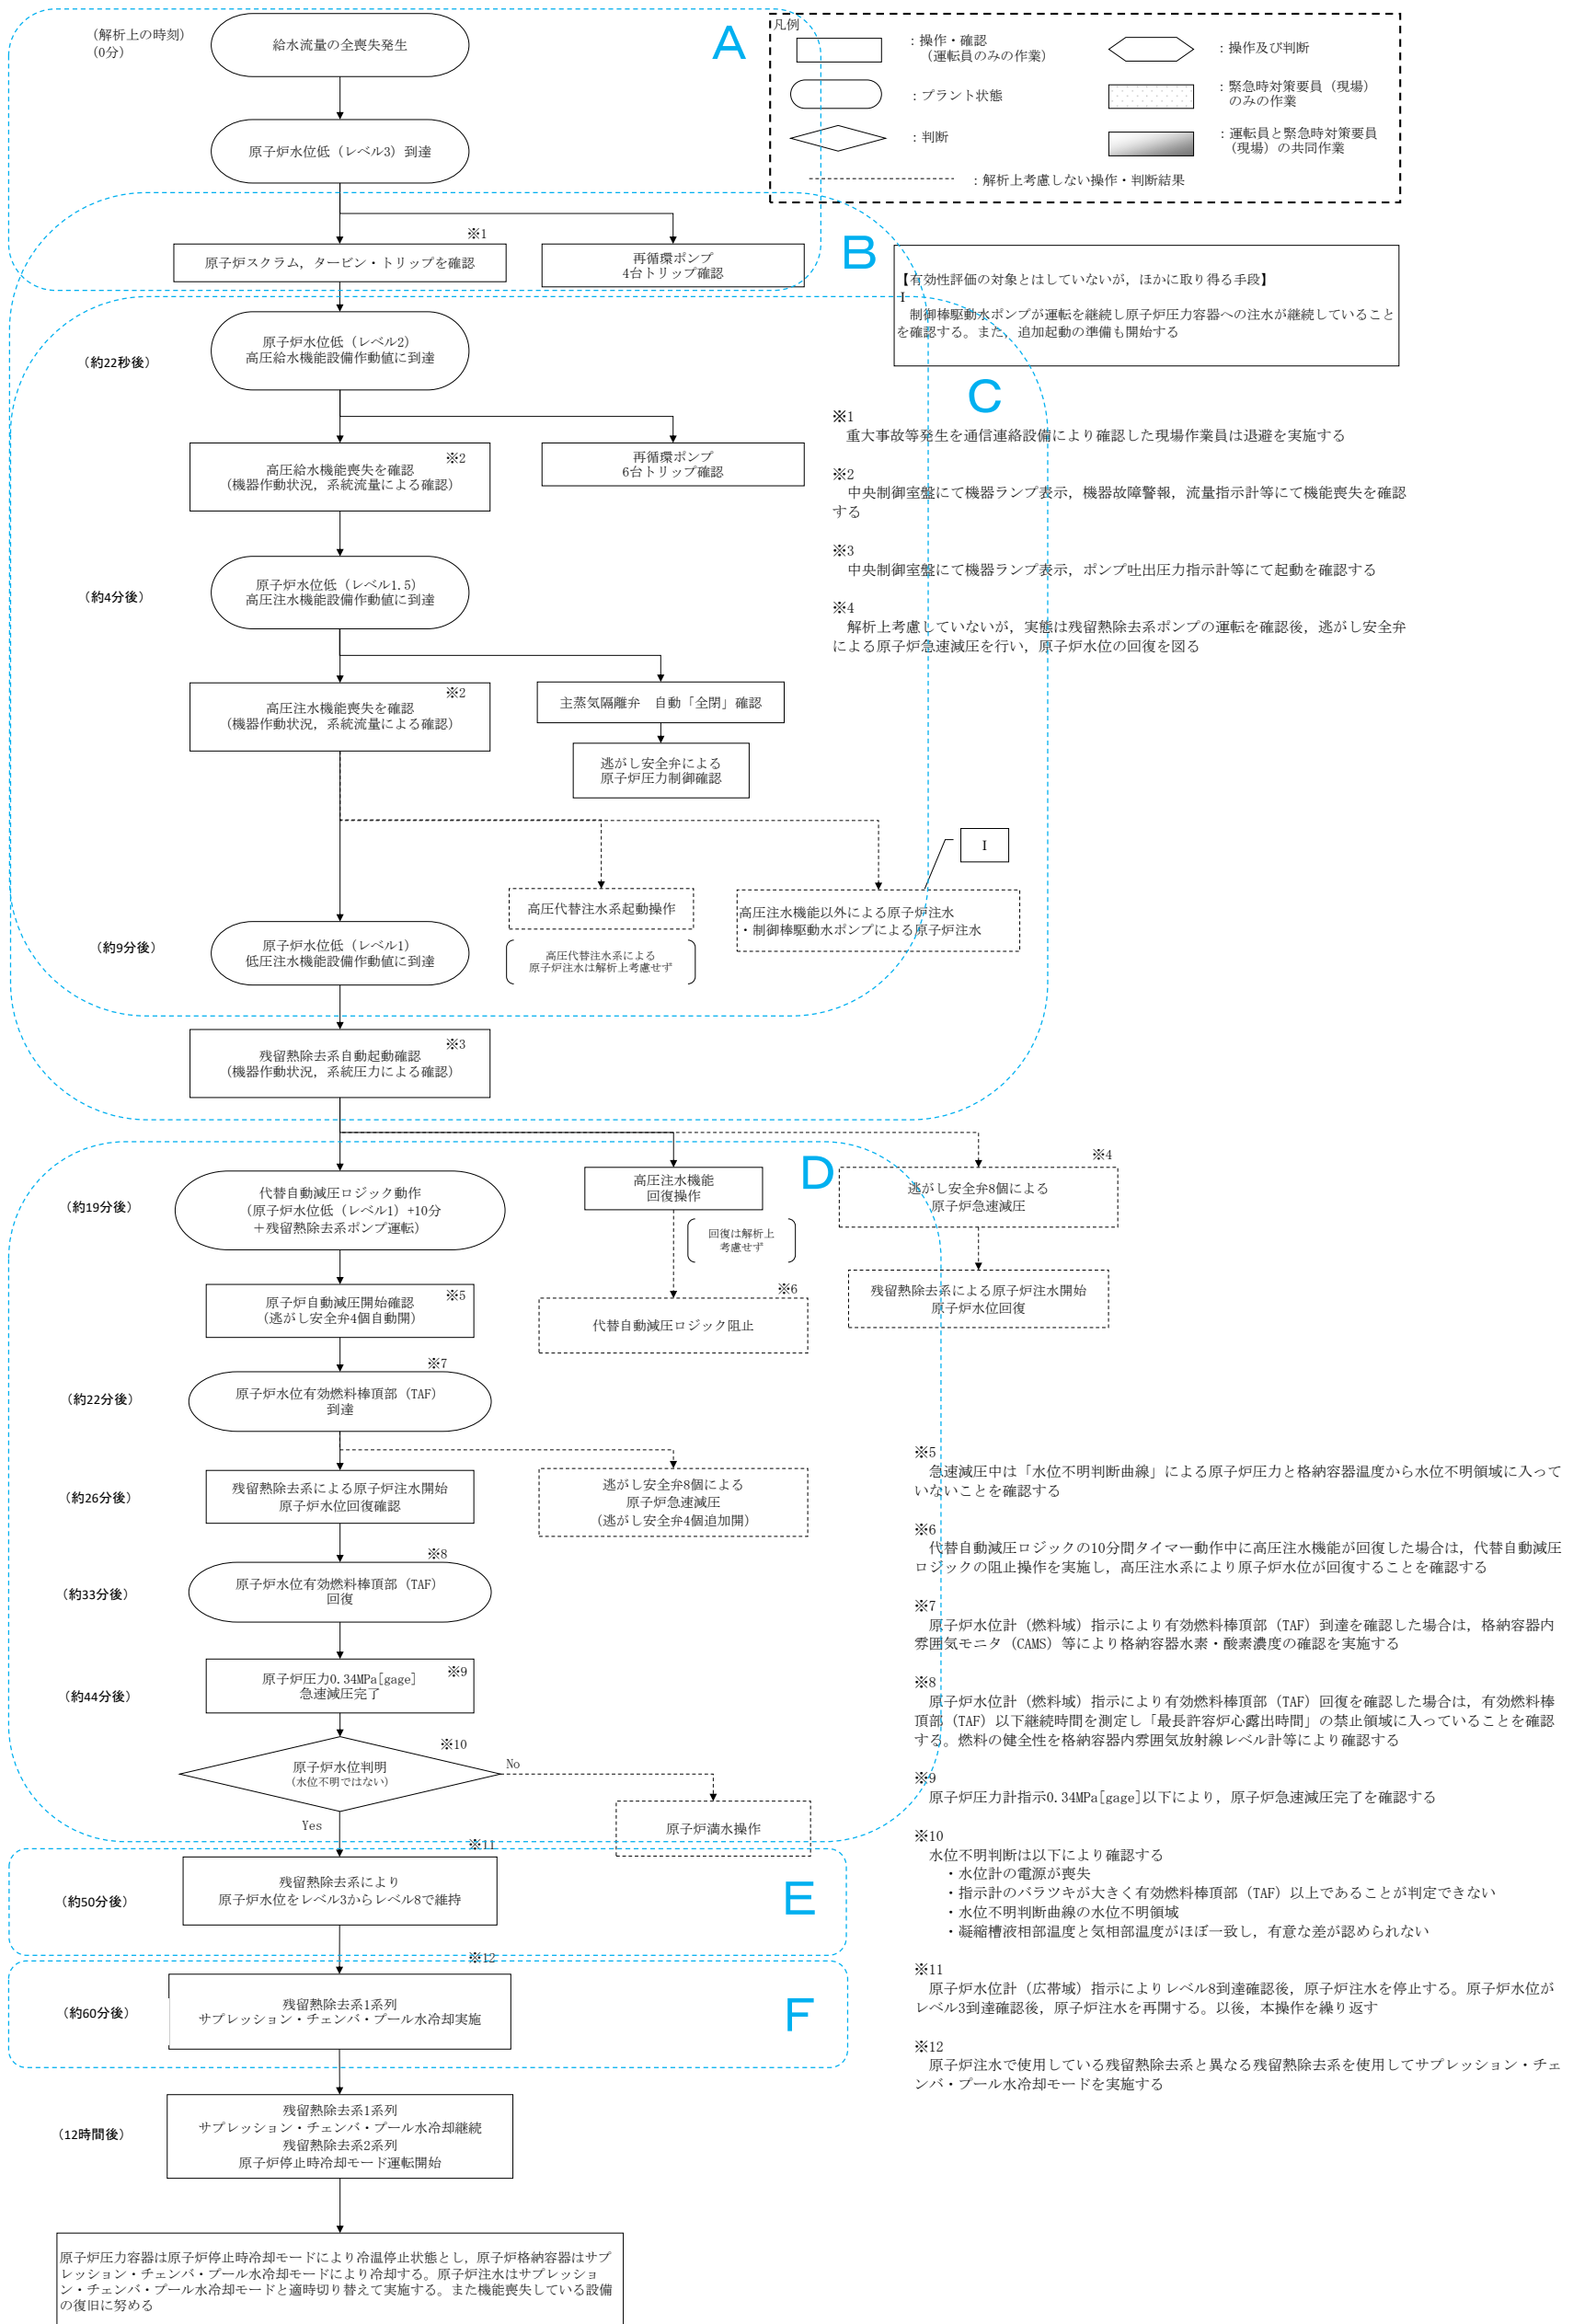 (解析上の時刻)
(0分)
給水流量の全喪失発生
A
凡例
：操作・確認
（運転員のみの作業）
：操作及び判断
：プラント状態
：緊急時対策要員（現場）
のみの作業
：判断
：運転員と緊急時対策要員
（現場）の共同作業
：解析上考慮しない操作・判断結果
原子炉水位低（レベル3）到達
※1
原子炉スクラム，タービン・トリップを確認
再循環ポンプ
4台トリップ確認
B
【有効性評価の対象とはしていないが，ほかに取り得る手段】
I
制御棒駆動水ポンプが運転を継続し原子炉圧力容器への注水が継続していること
を確認する。また，追加起動の準備も開始する
（約22秒後）
原子炉水位低（レベル2）
高圧給水機能設備作動値に到達
C
※2
高圧給水機能喪失を確認
（機器作動状況，系統流量による確認）
再循環ポンプ
6台トリップ確認
※1
重大事故等発生を通信連絡設備により確認した現場作業員は退避を実施する
※2
中央制御室盤にて機器ランプ表示，機器故障警報，流量指示計等にて機能喪失を確認
する
※3
中央制御室盤にて機器ランプ表示，ポンプ吐出圧力指示計等にて起動を確認する
※4
解析上考慮していないが，実態は残留熱除去系ポンプの運転を確認後，逃がし安全弁
による原子炉急速減圧を行い，原子炉水位の回復を図る
（約4分後）
原子炉水位低（レベル1.5）
高圧注水機能設備作動値に到達
※2
高圧注水機能喪失を確認
（機器作動状況，系統流量による確認）
主蒸気隔離弁　自動「全閉」確認
逃がし安全弁による
原子炉圧力制御確認
I
高圧代替注水系起動操作
高圧代替注水系による
原子炉注水は解析上考慮せず
高圧注水機能以外による原子炉注水
・制御棒駆動水ポンプによる原子炉注水
（約9分後）
原子炉水位低（レベル1）
低圧注水機能設備作動値に到達
※3
残留熱除去系自動起動確認
（機器作動状況，系統圧力による確認）
D
（約19分後）
代替自動減圧ロジック動作
（原子炉水位低（レベル1）+10分
＋残留熱除去系ポンプ運転）
高圧注水機能
回復操作
回復は解析上
考慮せず
※4
逃がし安全弁8個による
原子炉急速減圧
※5
原子炉自動減圧開始確認
（逃がし安全弁4個自動開）
※6
代替自動減圧ロジック阻止
残留熱除去系による原子炉注水開始
原子炉水位回復
※7
（約22分後）
原子炉水位有効燃料棒頂部（TAF）
到達
（約26分後）
残留熱除去系による原子炉注水開始
原子炉水位回復確認
逃がし安全弁8個による
原子炉急速減圧
（逃がし安全弁4個追加開）
※8
（約33分後）
原子炉水位有効燃料棒頂部（TAF）
回復
（約44分後）
※9
原子炉圧力0.34MPa[gage]
急速減圧完了
※10
原子炉水位判明
（水位不明ではない）
No
原子炉満水操作
Yes
※5
急速減圧中は「水位不明判断曲線」による原子炉圧力と格納容器温度から水位不明領域に入って
いないことを確認する
※6
代替自動減圧ロジックの10分間タイマー動作中に高圧注水機能が回復した場合は，代替自動減圧
ロジックの阻止操作を実施し，高圧注水系により原子炉水位が回復することを確認する
※7
原子炉水位計（燃料域）指示により有効燃料棒頂部（TAF）到達を確認した場合は，格納容器内
雰囲気モニタ（CAMS）等により格納容器水素・酸素濃度の確認を実施する
※8
原子炉水位計（燃料域）指示により有効燃料棒頂部（TAF）回復を確認した場合は，有効燃料棒
頂部（TAF）以下継続時間を測定し「最長許容炉心露出時間」の禁止領域に入っていることを確認
する。燃料の健全性を格納容器内雰囲気放射線レベル計等により確認する
※9
原子炉圧力計指示0.34MPa[gage]以下により，原子炉急速減圧完了を確認する
※10
水位不明判断は以下により確認する
・水位計の電源が喪失
・指示計のバラツキが大きく有効燃料棒頂部（TAF）以上であることが判定できない
・水位不明判断曲線の水位不明領域
・凝縮槽液相部温度と気相部温度がほぼ一致し，有意な差が認められない
※11
原子炉水位計（広帯域）指示によりレベル8到達確認後，原子炉注水を停止する。原子炉水位が
レベル3到達確認後，原子炉注水を再開する。以後，本操作を繰り返す
※12
原子炉注水で使用している残留熱除去系と異なる残留熱除去系を使用してサプレッション・チェ
ンバ・プール水冷却モードを実施する
※11
（約50分後）
残留熱除去系により
原子炉水位をレベル3からレベル8で維持
E
※12
（約60分後）
残留熱除去系1系列
サプレッション・チェンバ・プール水冷却実施
F
（12時間後）
残留熱除去系1系列
サプレッション・チェンバ・プール水冷却継続
残留熱除去系2系列
原子炉停止時冷却モード運転開始
原子炉圧力容器は原子炉停止時冷却モードにより冷温停止状態とし，原子炉格納容器はサプ
レッション・チェンバ・プール水冷却モードにより冷却する。原子炉注水はサプレッショ
ン・チェンバ・プール水冷却モードと適時切り替えて実施する。また機能喪失している設備
の復旧に努める